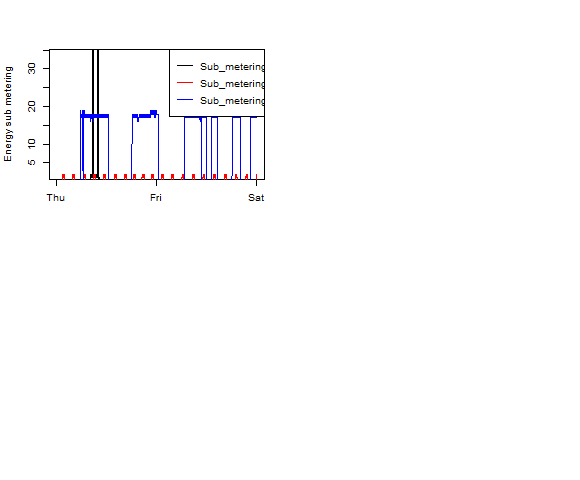 Energy sub metering
30
20
10
5
Sub_metering
Sub_metering
Sub_metering
Thu Fri Sat